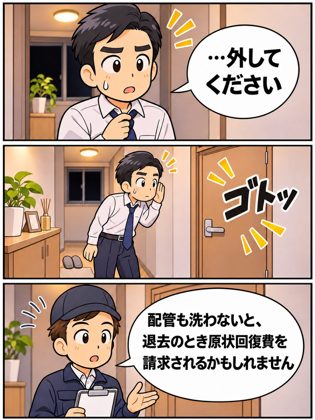 …外して
ください
ゴトッ
配管も洗わないと、
退去のとき原状回復費を
請求されるかもしれません